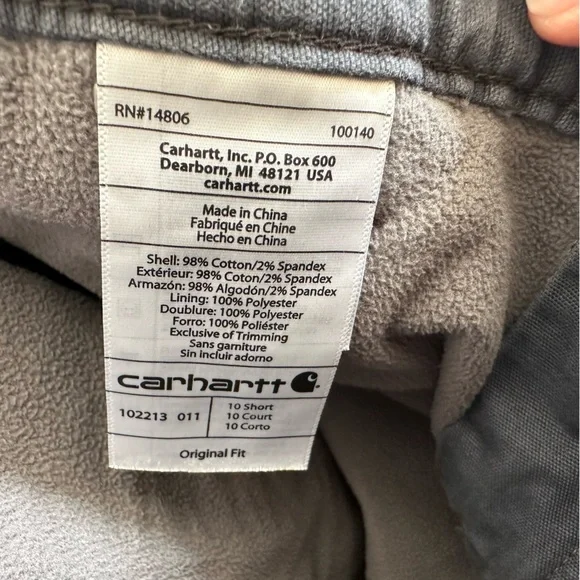 RN#14806 100140
Carhartt, Inc. P.O. Box 600
Dearborn, MI 48121 USA
carhartt.com
Made in China
Fabriqué en Chine
Hecho en China
Shell: 98% Cotton/2% Spandex
Extérieur: 98% Coton/2% Spandex
Armazón: 98% Algodón/2% Spandex
Lining: 100% Polyester
Doublure: 100% Polyester
Forro: 100% Poliéster
Exclusive of Trimming
Sans garniture
Sin incluir adorno
carhartt
102213 011
10 Short
10 Court
10 Corto
Original Fit